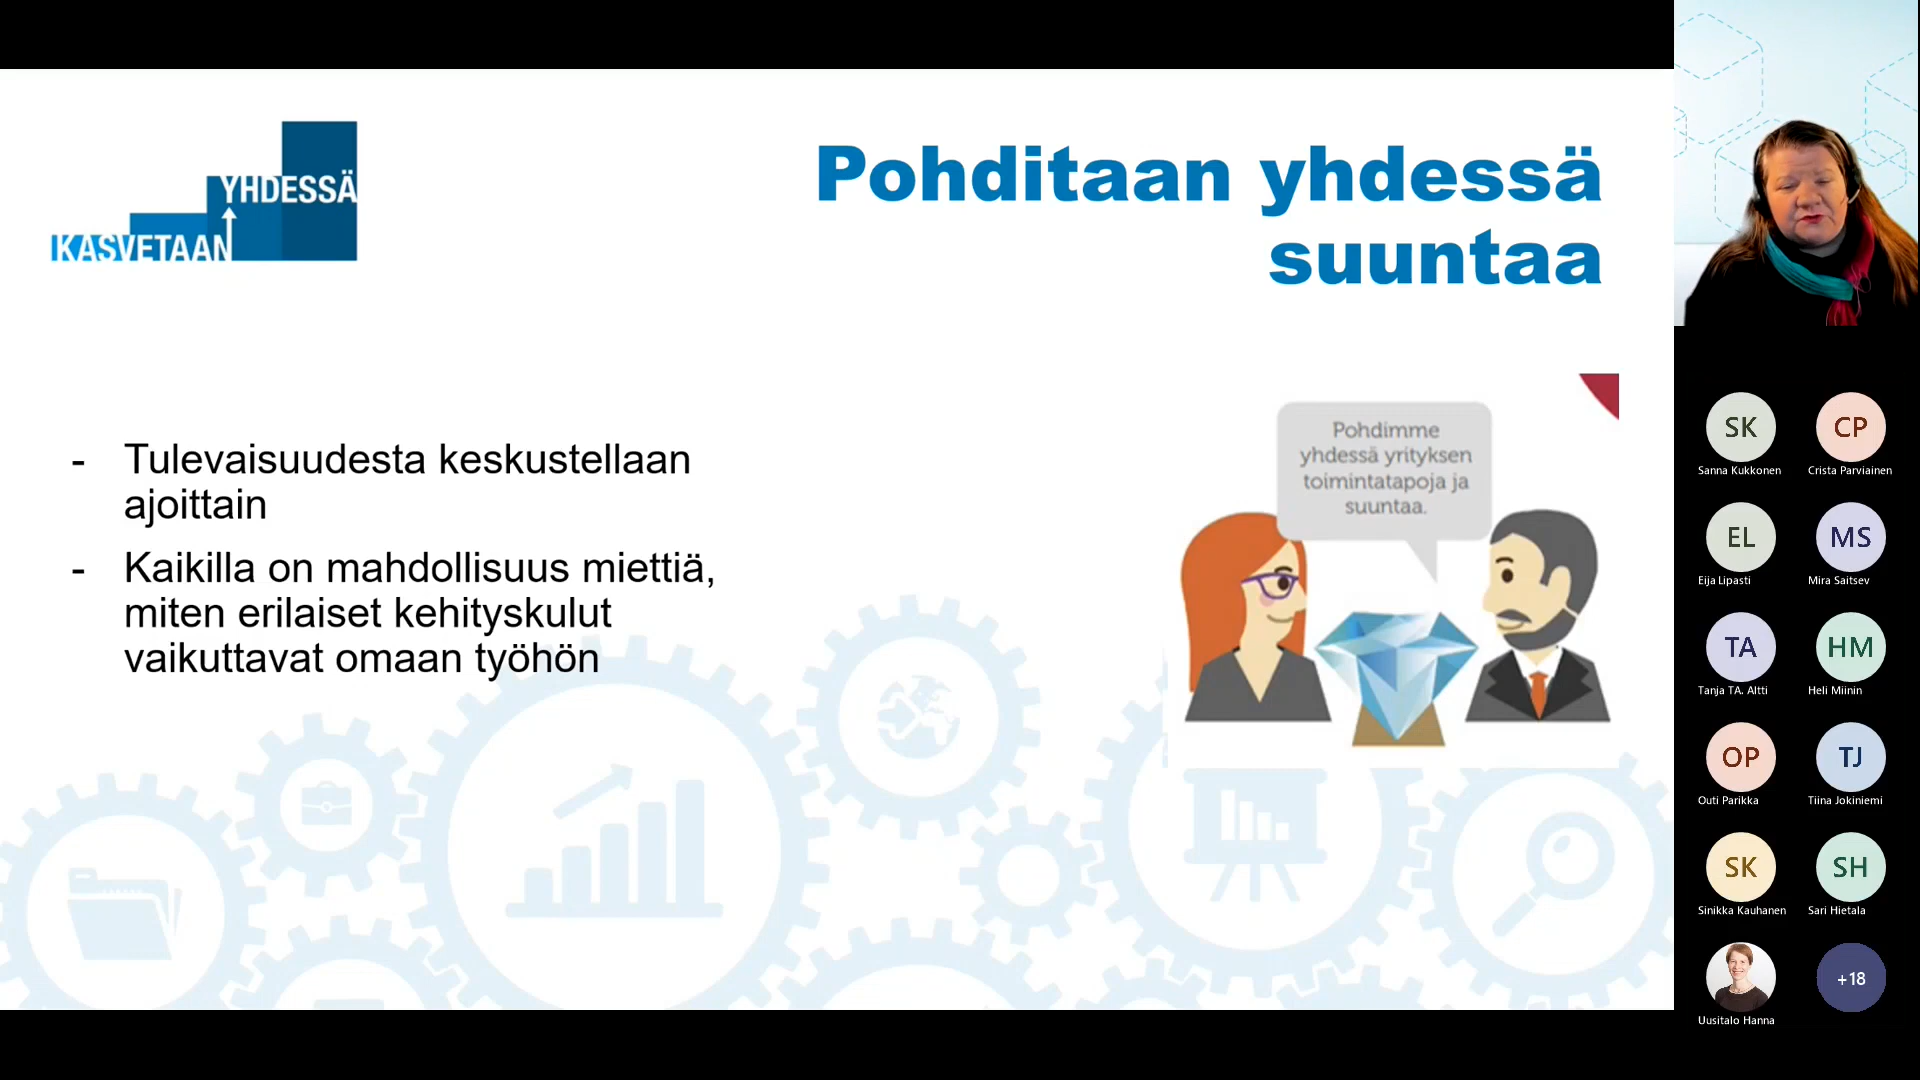 YHDESSÄ
KASVETAAN
Pohditaan yhdessä
suuntaa
- Tulevaisuudesta keskustellaan
ajoittain
- Kaikilla on mahdollisuus miettiä,
miten erilaiset kehityskulut
vaikuttavat omaan työhön
Pohdimme
yhdessä yrityksen
toimintatapoja ja
suuntaa.
SK
CP
Sanna Kukkonen
Crista Parviainen
EL
MS
Eija Lipasti
Mira Saitsev
TA
HM
Tanja TA. Altti
Heli Miinin
OP
TJ
Outi Parikka
Tiina Jokiniemi
SK
SH
Sinikka Kauhanen
Sari Hietala
+18
Uusitalo Hanna